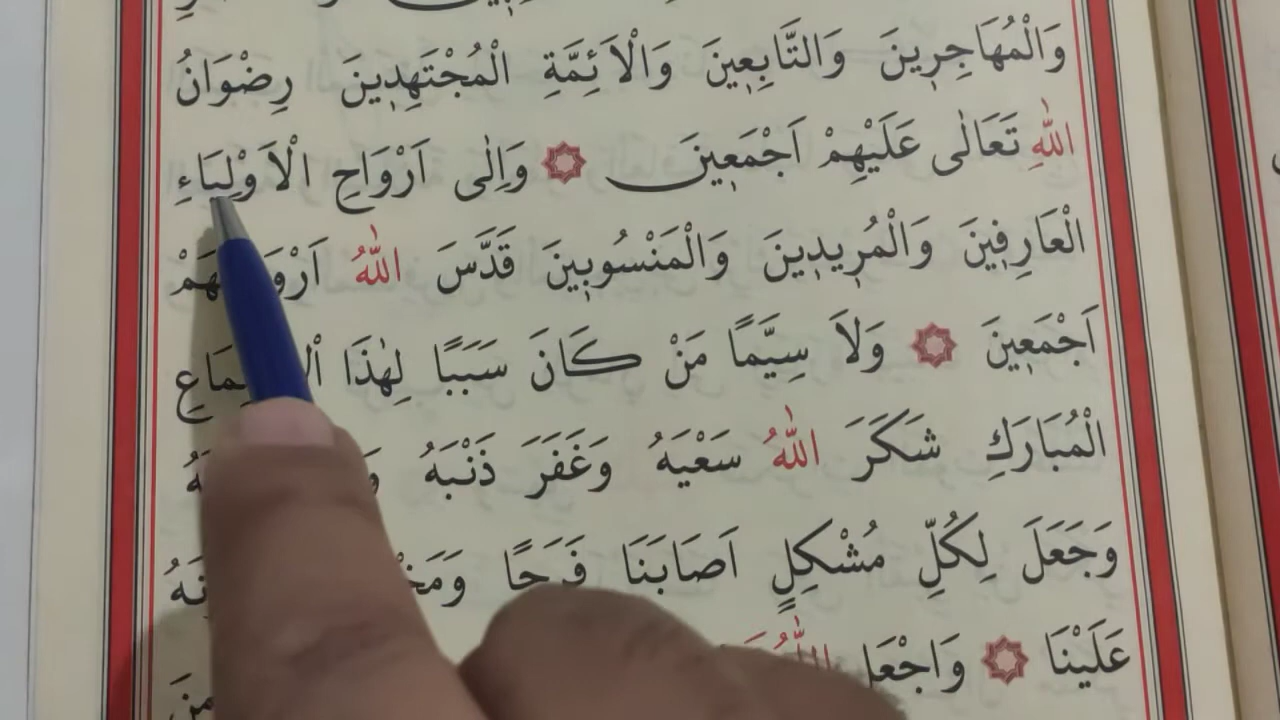 وَالْمُهَاجِرِينَ وَالتَّابِعِينَ وَالْاَئِمَّةِ الْمُجْتَهِدِينَ رِضْوَانُ
اللّٰهِ تَعَالٰى عَلَيْهِمْ اَجْمَعِينَ ۞ وَاِلٰى اَرْوَاحِ الْاَوْلِيَاءِ
الْعَارِفِينَ وَالْمُرِيدِينَ وَالْمَنْسُوبِينَ قَدَّسَ اللّٰهُ
اَجْمَعِينَ ۞ وَلَا سِيَّمَا مَنْ كَانَ سَبَبًا لِهٰذَا
الْمُبَارَكِ شَكَرَ اللّٰهُ سَعْيَهُ وَغَفَرَ ذَنْبَهُ
وَجَعَلَ لِكُلِّ مُشْكِلٍ اَصَابَنَا فَرَجًا
عَلَيْنَا ۞ وَاجْعَلِ